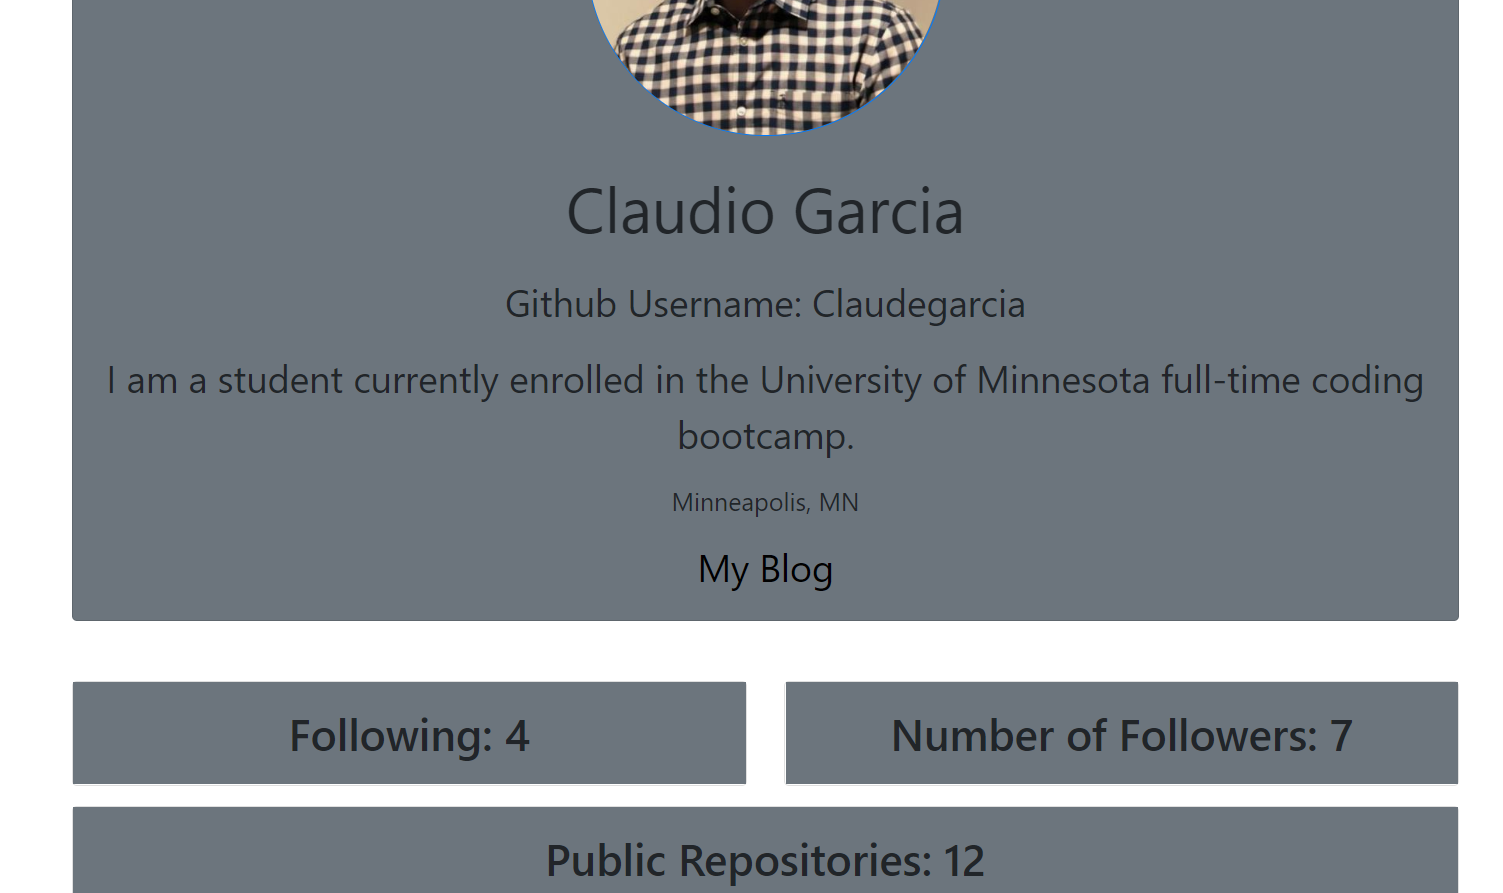 Claudio Garcia
Github Username: Claudegarcia
I am a student currently enrolled in the University of Minnesota full-time coding
bootcamp.
Minneapolis, MN
My Blog
Following: 4
Number of Followers: 7
Public Repositories: 12